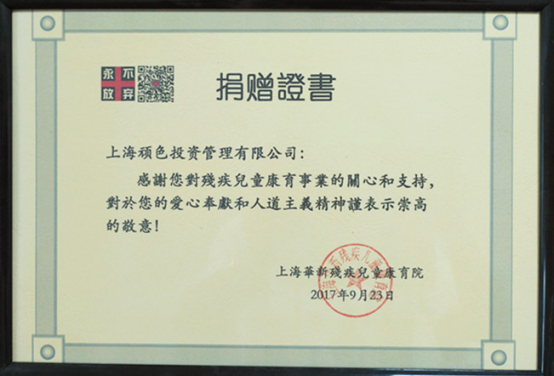 永不放弃
捐赠證書
上海頑色投资管理有限公司：
感謝您對殘疾兒童康育事業的關心和支持，
對於您的爱心奉獻和人道主義精神謹表示崇高
的敬意！
上海華新殘疾兒童康育院
2017年9月23日